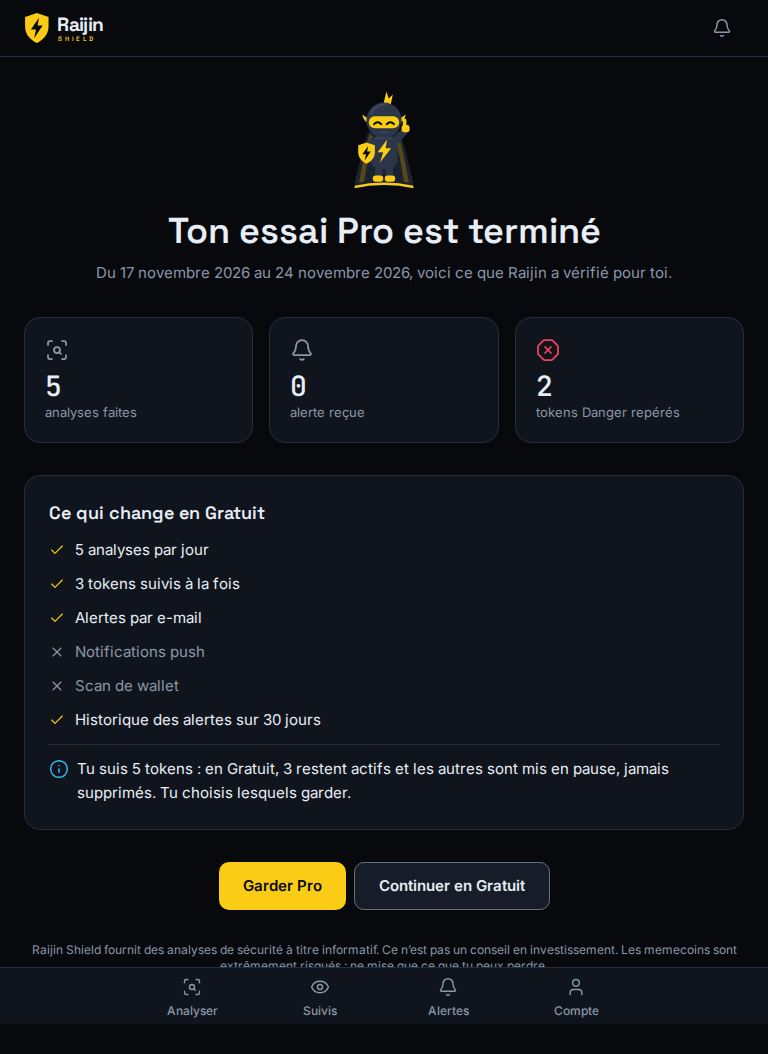 Raijin
SHIELD
Ton essai Pro est terminé
Du 17 novembre 2026 au 24 novembre 2026, voici ce que Raijin a vérifié pour toi.
5
analyses faites
0
alerte reçue
2
tokens Danger repérés
Ce qui change en Gratuit
5 analyses par jour
3 tokens suivis à la fois
Alertes par e-mail
Notifications push
Scan de wallet
Historique des alertes sur 30 jours
Tu suis 5 tokens : en Gratuit, 3 restent actifs et les autres sont mis en pause, jamais
supprimés. Tu choisis lesquels garder.
Garder Pro
Continuer en Gratuit
Raijin Shield fournit des analyses de sécurité à titre informatif. Ce n'est pas un conseil en investissement. Les memecoins sont
extrêmement risqués : ne mise que ce que tu peux perdre.
Analyser
Suivis
Alertes
Compte